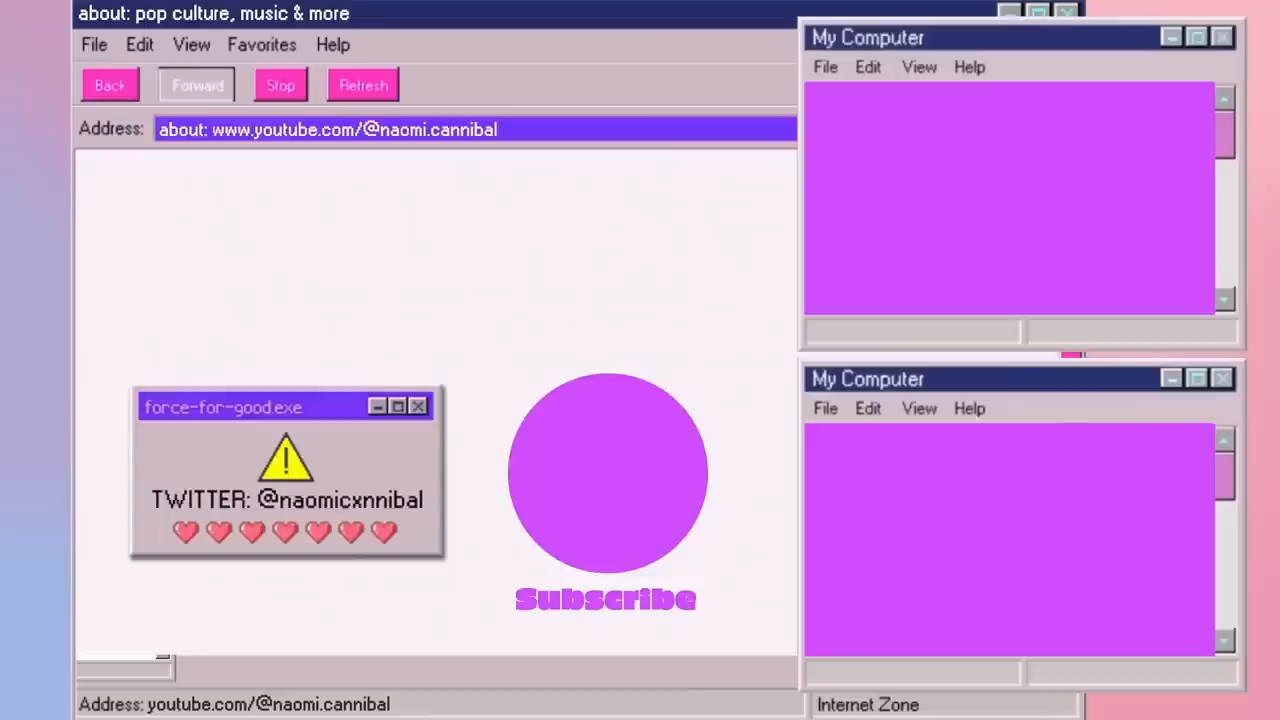 about: pop culture, music & more
File Edit View Favorites Help
Back Forward Stop Refresh
Address: about: www.youtube.com/@naomi.cannibal
My Computer
File Edit View Help
force-for-good.exe
TWITTER: @naomicxnnibal
Subscribe
My Computer
File Edit View Help
Address: youtube.com/@naomi.cannibal
Internet Zone